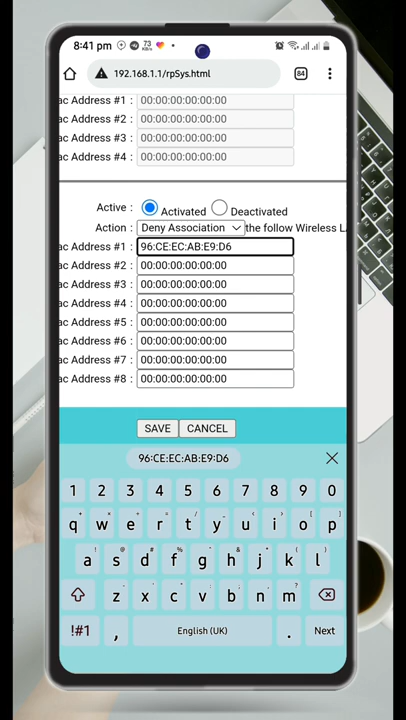 8:41 pm 73 KB/s
192.168.1.1/rpSys.html 84
ac Address #1 : 00:00:00:00:00:00
ac Address #2 : 00:00:00:00:00:00
ac Address #3 : 00:00:00:00:00:00
ac Address #4 : 00:00:00:00:00:00
Active : Activated Deactivated
Action : Deny Association the follow Wireless LA
ac Address #1 : 96:CE:EC:AB:E9:D6
ac Address #2 : 00:00:00:00:00:00
ac Address #3 : 00:00:00:00:00:00
ac Address #4 : 00:00:00:00:00:00
ac Address #5 : 00:00:00:00:00:00
ac Address #6 : 00:00:00:00:00:00
ac Address #7 : 00:00:00:00:00:00
ac Address #8 : 00:00:00:00:00:00
SAVE CANCEL
96:CE:EC:AB:E9:D6
1 2 3 4 5 6 7 8 9 0
q w e r t y u i o p
a s d f g h j k l
z x c v b n m
!#1 , English (UK) . Next